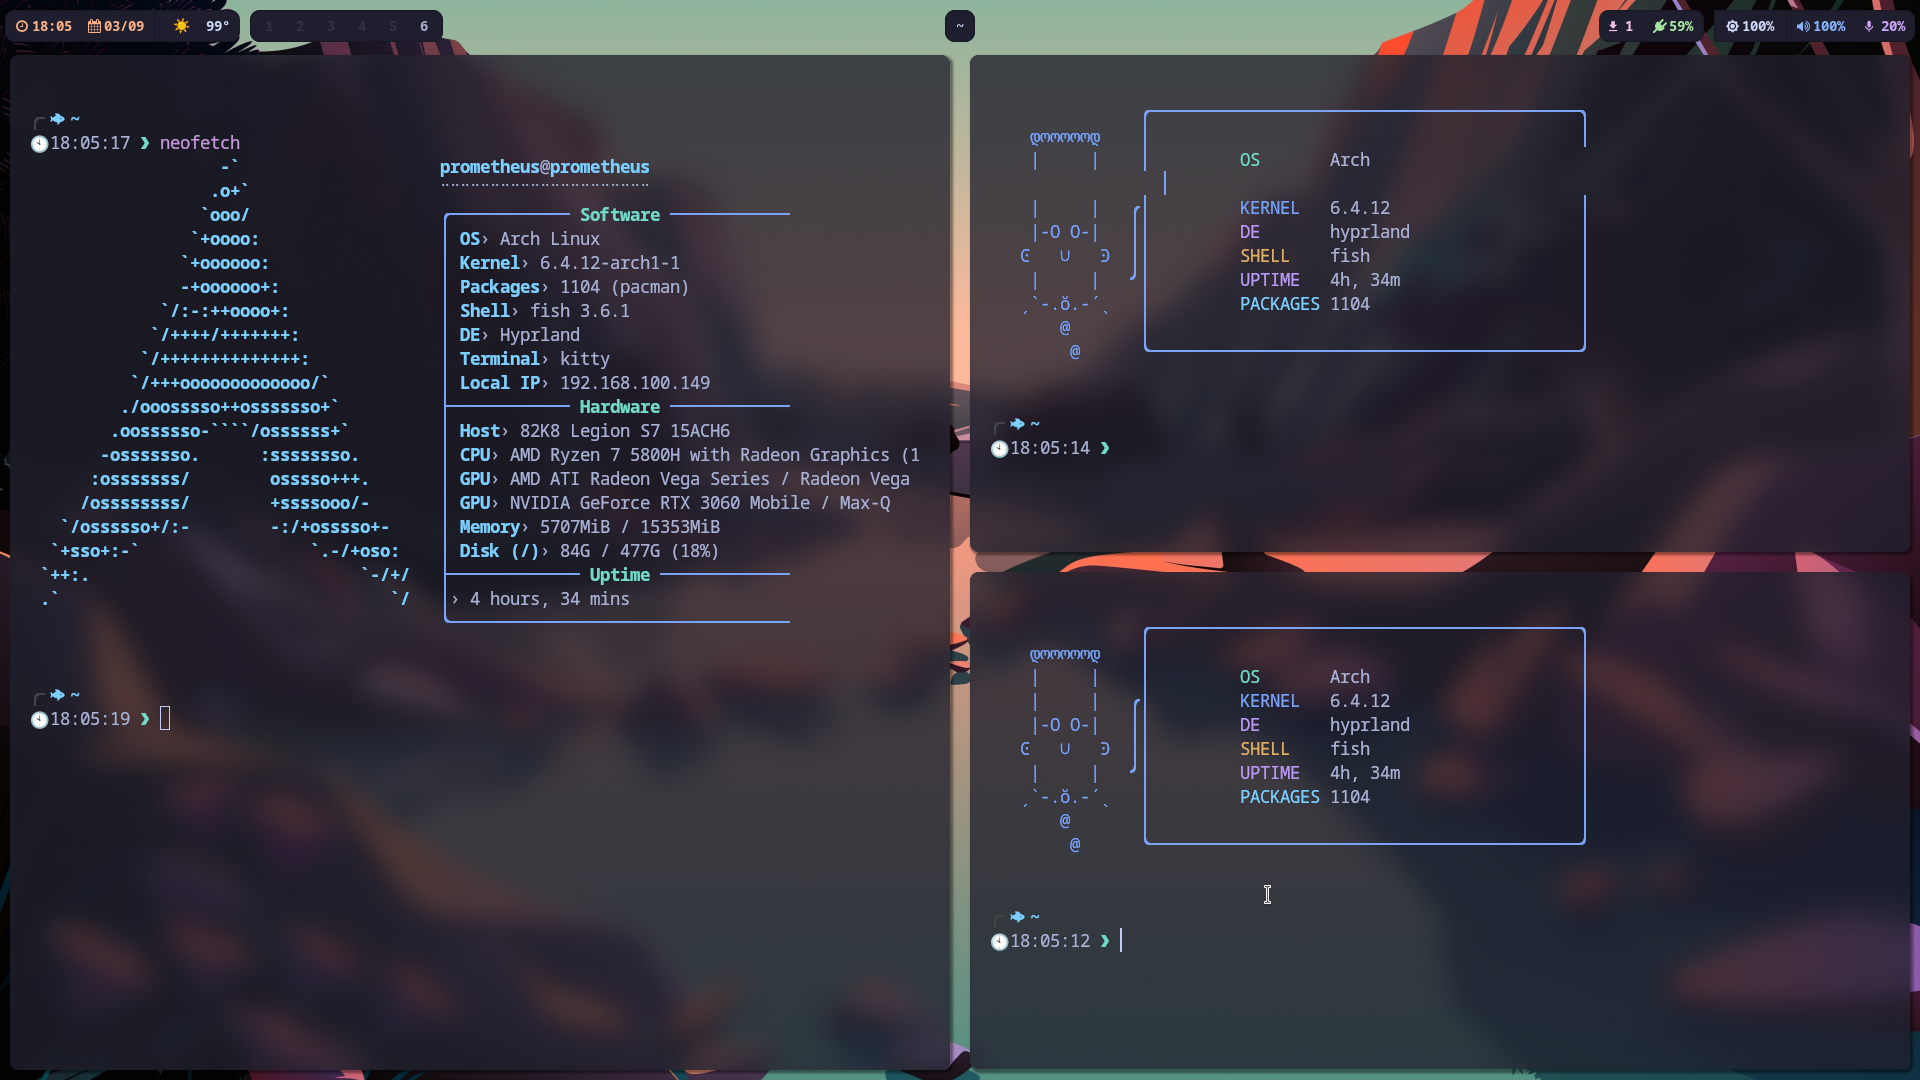 18:05 03/09 99° 1 2 3 4 5 6 ~ 1 59% 100% 100% 20%
~
18:05:17 ❯ neofetch
prometheus@prometheus
Software
OS› Arch Linux
Kernel› 6.4.12-arch1-1
Packages› 1104 (pacman)
Shell› fish 3.6.1
DE› Hyprland
Terminal› kitty
Local IP› 192.168.100.149
Hardware
Host› 82K8 Legion S7 15ACH6
CPU› AMD Ryzen 7 5800H with Radeon Graphics (1
GPU› AMD ATI Radeon Vega Series / Radeon Vega
GPU› NVIDIA GeForce RTX 3060 Mobile / Max-Q
Memory› 5707MiB / 15353MiB
Disk (/)› 84G / 477G (18%)
Uptime
› 4 hours, 34 mins
~
18:05:19 ❯
OS Arch
KERNEL 6.4.12
DE hyprland
SHELL fish
UPTIME 4h, 34m
PACKAGES 1104
~
18:05:14 ❯
OS Arch
KERNEL 6.4.12
DE hyprland
SHELL fish
UPTIME 4h, 34m
PACKAGES 1104
~
18:05:12 ❯